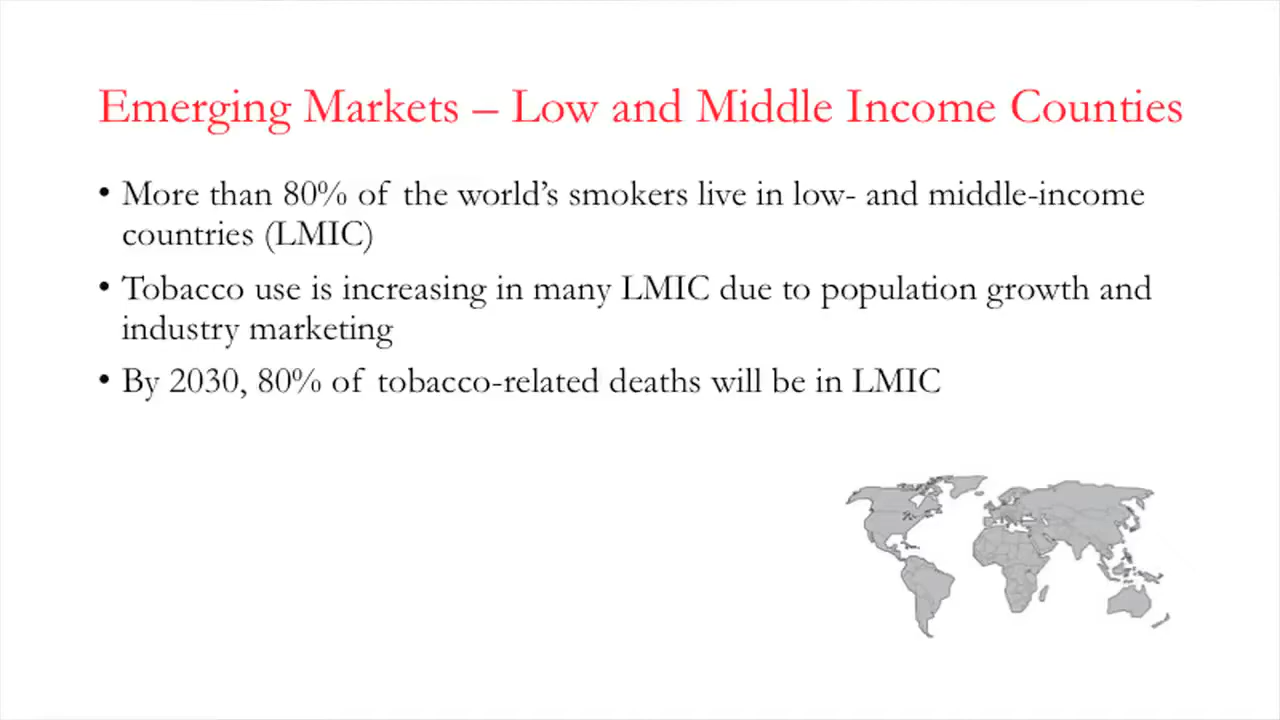 Emerging Markets – Low and Middle Income Counties
• More than 80% of the world’s smokers live in low- and middle-income
countries (LMIC)
• Tobacco use is increasing in many LMIC due to population growth and
industry marketing
• By 2030, 80% of tobacco-related deaths will be in LMIC